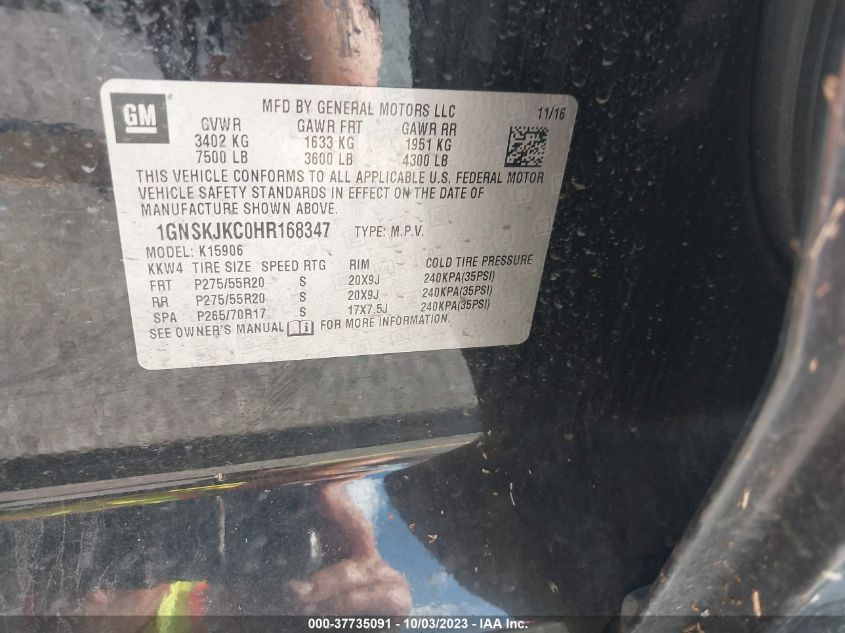 GM
MFD BY GENERAL MOTORS LLC 11/16
GVWR GAWR FRT GAWR RR
3402 KG 1633 KG 1951 KG
7500 LB 3600 LB 4300 LB
THIS VEHICLE CONFORMS TO ALL APPLICABLE U.S. FEDERAL MOTOR
VEHICLE SAFETY STANDARDS IN EFFECT ON THE DATE OF
MANUFACTURE SHOWN ABOVE.
1GNSKJKC0HR168347 TYPE: M.P.V.
MODEL: K15906
KKW4 TIRE SIZE SPEED RTG RIM COLD TIRE PRESSURE
FRT P275/55R20 S 20X9J 240KPA(35PSI)
RR P275/55R20 S 20X9J 240KPA(35PSI)
SPA P265/70R17 S 17X7.5J 240KPA(35PSI)
SEE OWNER'S MANUAL FOR MORE INFORMATION.
000-37735091 - 10/03/2023 - IAA Inc.